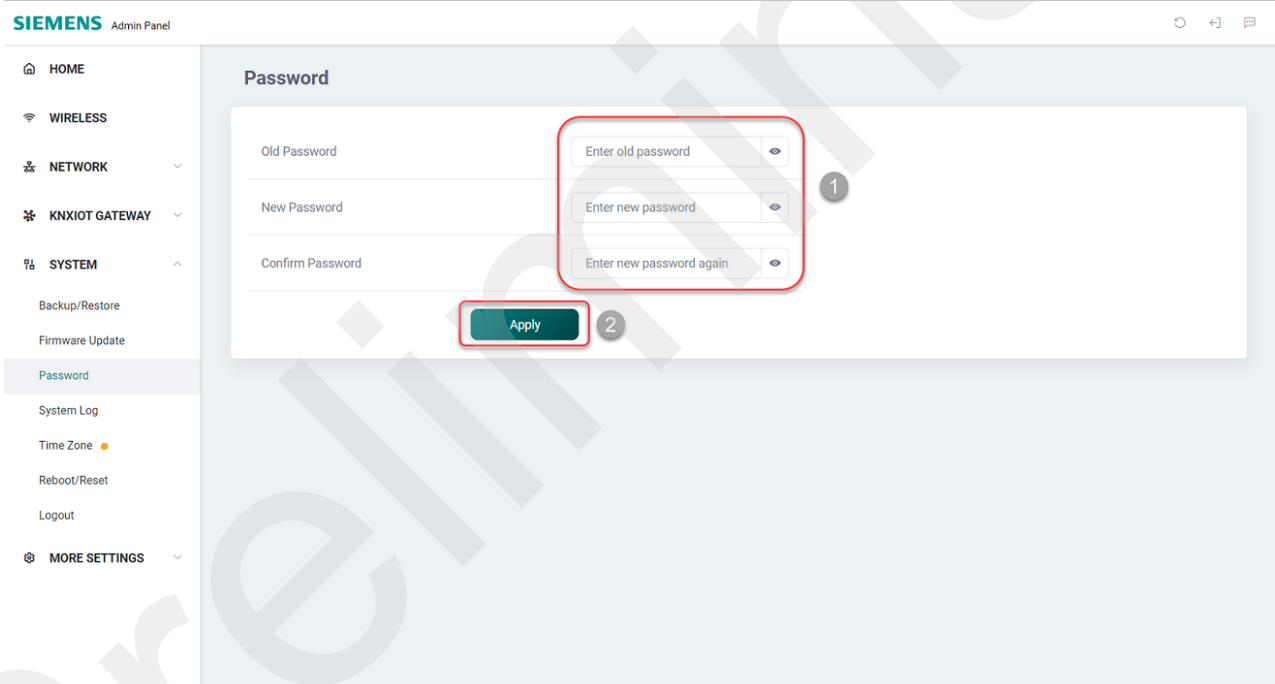 SIEMENS Admin Panel
HOME
WIRELESS
NETWORK
KNXIOT GATEWAY
SYSTEM
Backup/Restore
Firmware Update
Password
System Log
Time Zone
Reboot/Reset
Logout
MORE SETTINGS
Password
Old Password Enter old password
New Password Enter new password
Confirm Password Enter new password again
1
Apply 2